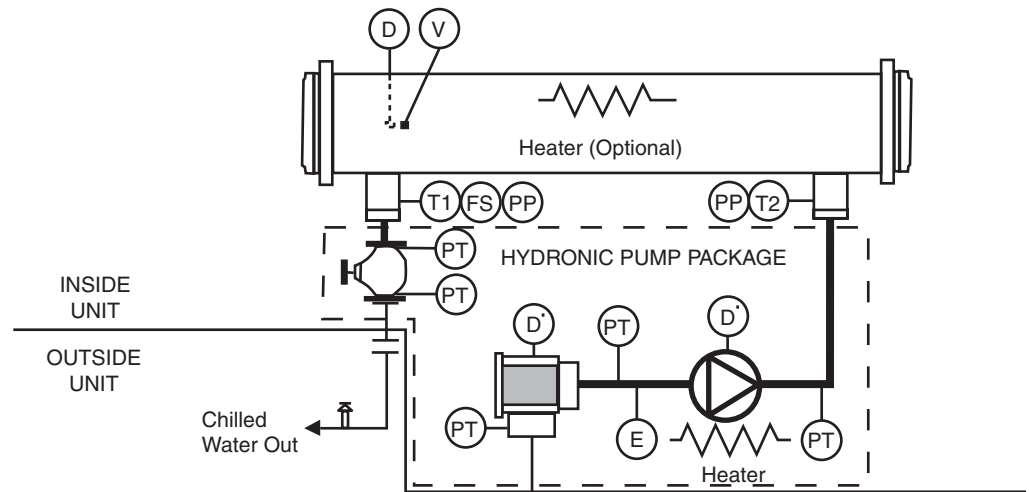 D V
Heater (Optional)
T1 FS PP
PP T2
PT
HYDRONIC PUMP PACKAGE
PT
INSIDE
UNIT
OUTSIDE
UNIT
D•
PT
D•
Chilled
Water Out
PT
E
PT
Heater